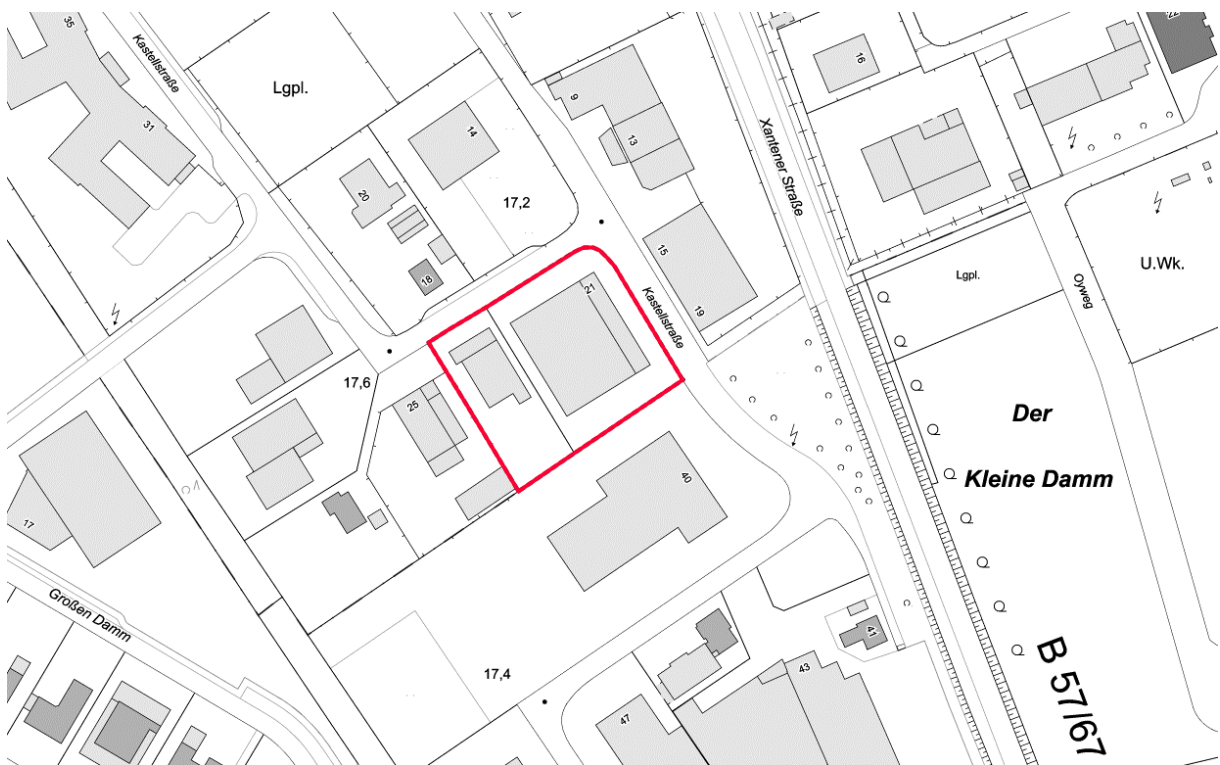 35
Kastellstraße
Lgpl.
31
9
13
14
20
17,2
18
16
Xantener Straße
15
19
21
Kastellstraße
Lgpl.
Oyweg
U.Wk.
17,6
25
40
Der
Kleine Damm
17
Großen Damm
17,4
41
43
47
B 57/67